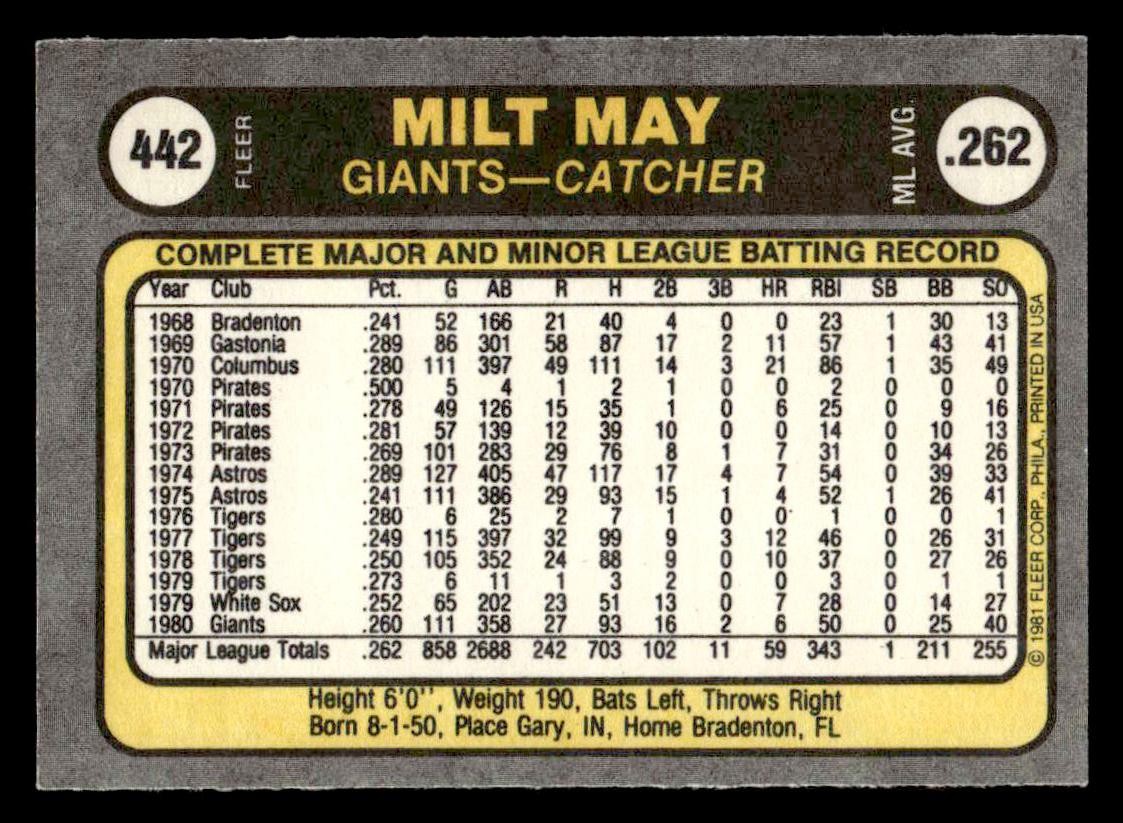 442 FLEER MILT MAY ML AVG. .262
GIANTS—CATCHER
COMPLETE MAJOR AND MINOR LEAGUE BATTING RECORD
Year Club Pct. G AB R H 2B 3B HR RBI SB BB SO
1968 Bradenton .241 52 166 21 40 4 0 0 23 1 30 13
1969 Gastonia .289 86 301 58 87 17 2 11 57 1 43 41
1970 Columbus .280 111 397 49 111 14 3 21 86 1 35 49
1970 Pirates .500 5 4 1 2 1 0 0 2 0 0 0
1971 Pirates .278 49 126 15 35 1 0 6 25 0 9 16
1972 Pirates .281 57 139 12 39 10 0 0 14 0 10 13
1973 Pirates .269 101 283 29 76 8 1 7 31 0 34 26
1974 Astros .289 127 405 47 117 17 4 7 54 0 39 33
1975 Astros .241 111 386 29 93 15 1 4 52 1 26 41
1976 Tigers .280 6 25 2 7 1 0 0 1 0 0 1
1977 Tigers .249 115 397 32 99 9 3 12 46 0 26 31
1978 Tigers .250 105 352 24 88 9 0 10 37 0 27 26
1979 Tigers .273 6 11 1 3 2 0 0 3 0 1 1
1979 White Sox .252 65 202 23 51 13 0 7 28 0 14 27
1980 Giants .260 111 358 27 93 16 2 6 50 0 25 40
Major League Totals .262 858 2688 242 703 102 11 59 343 1 211 255
Height 6'0'', Weight 190, Bats Left, Throws Right
Born 8-1-50, Place Gary, IN, Home Bradenton, FL
© 1981 FLEER CORP., PHILA., PRINTED IN USA